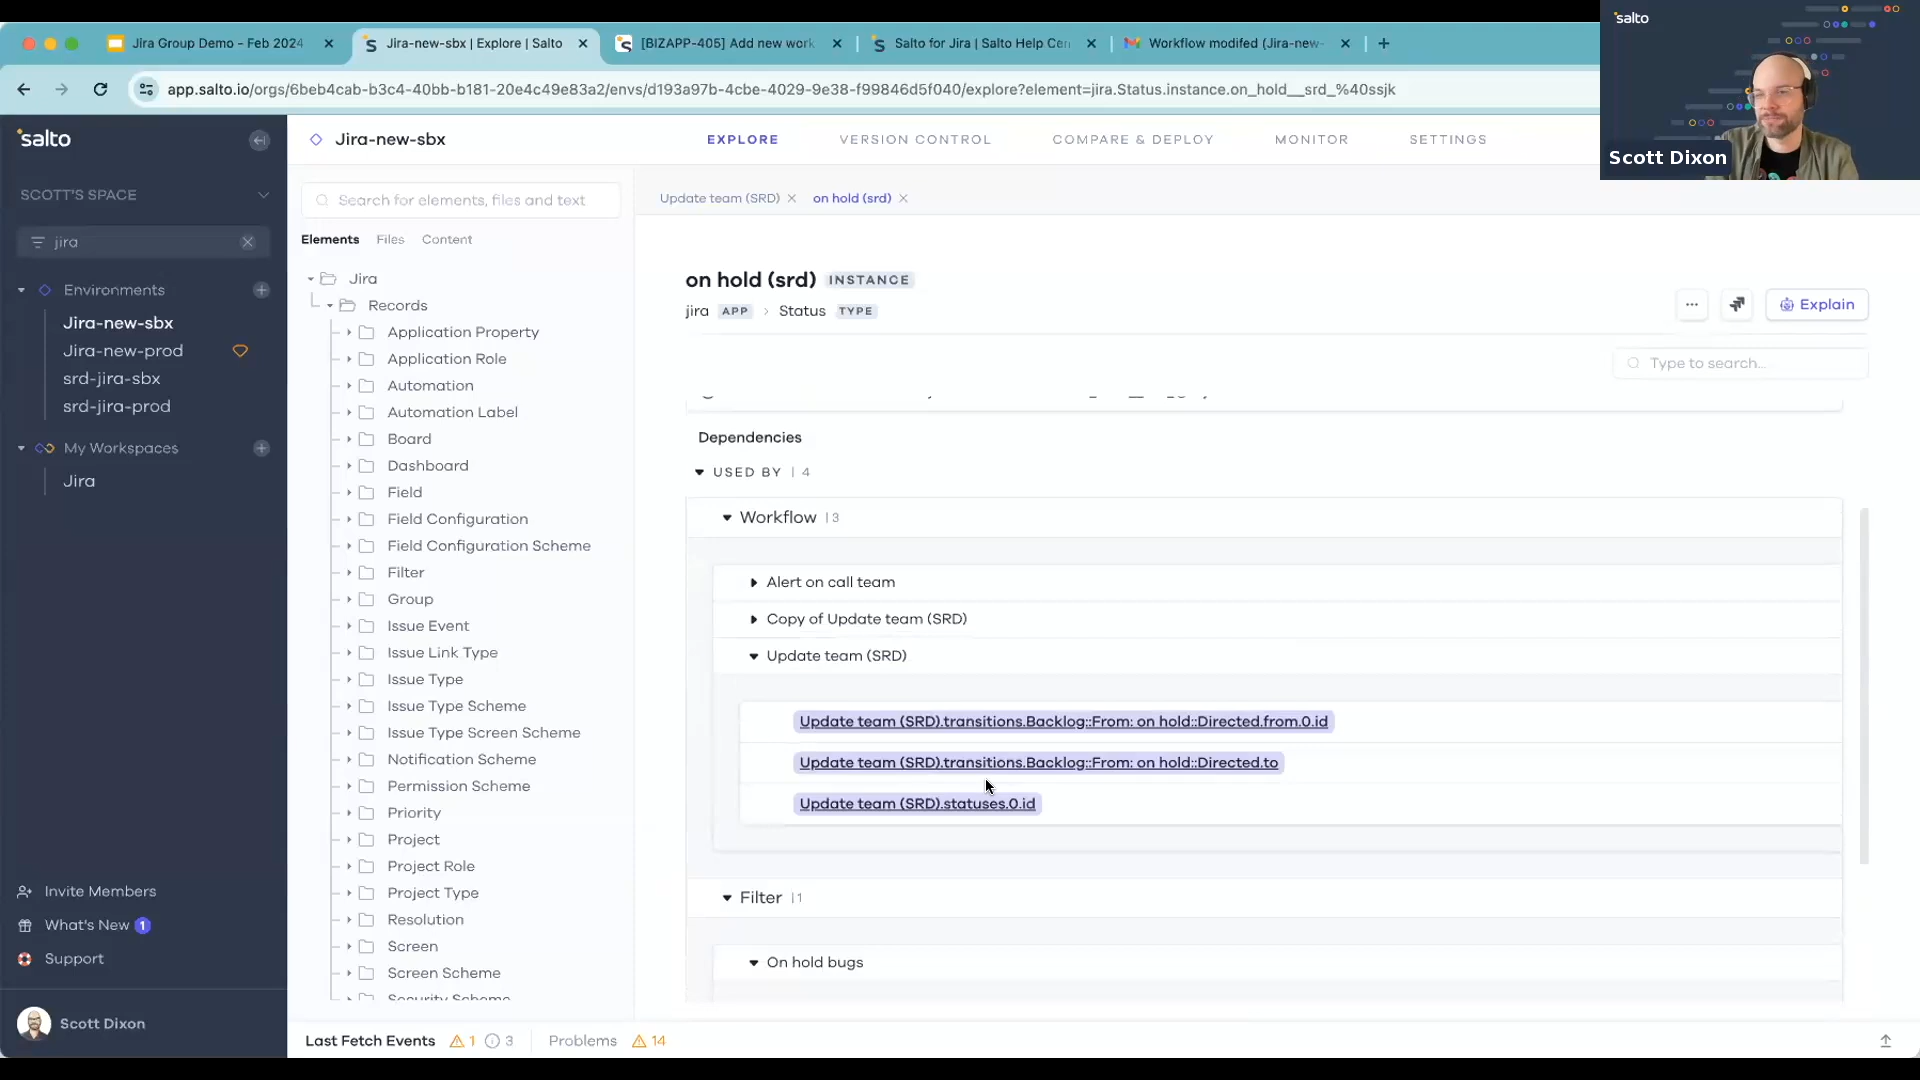 Jira Group Demo - Feb 2024
Jira-new-sbx | Explore | Salto
[BIZAPP-405] Add new work
Salto for Jira | Salto Help Cen
Workflow modifed (Jira-new-
app.salto.io/orgs/6beb4cab-b3c4-40bb-b181-20e4c49e83a2/envs/d193a97b-4cbe-4029-9e38-f99846d5f040/explore?element=jira.Status.instance.on_hold__srd_%40ssjk
salto
Scott Dixon
salto
SCOTT'S SPACE
jira
Environments
Jira-new-sbx
Jira-new-prod
srd-jira-sbx
srd-jira-prod
My Workspaces
Jira
Invite Members
What's New 1
Support
Scott Dixon
Jira-new-sbx
EXPLORE
VERSION CONTROL
COMPARE & DEPLOY
MONITOR
SETTINGS
Search for elements, files and text
Elements Files Content
Jira
Records
Application Property
Application Role
Automation
Automation Label
Board
Dashboard
Field
Field Configuration
Field Configuration Scheme
Filter
Group
Issue Event
Issue Link Type
Issue Type
Issue Type Scheme
Issue Type Screen Scheme
Notification Scheme
Permission Scheme
Priority
Project
Project Role
Project Type
Resolution
Screen
Screen Scheme
Security Scheme
Update team (SRD)
on hold (srd)
on hold (srd) INSTANCE
jira APP > Status TYPE
Explain
Type to search...
Dependencies
USED BY | 4
Workflow | 3
Alert on call team
Copy of Update team (SRD)
Update team (SRD)
Update team (SRD).transitions.Backlog::From: on hold::Directed.from.0.id
Update team (SRD).transitions.Backlog::From: on hold::Directed.to
Update team (SRD).statuses.0.id
Filter | 1
On hold bugs
Last Fetch Events 1 3
Problems 14